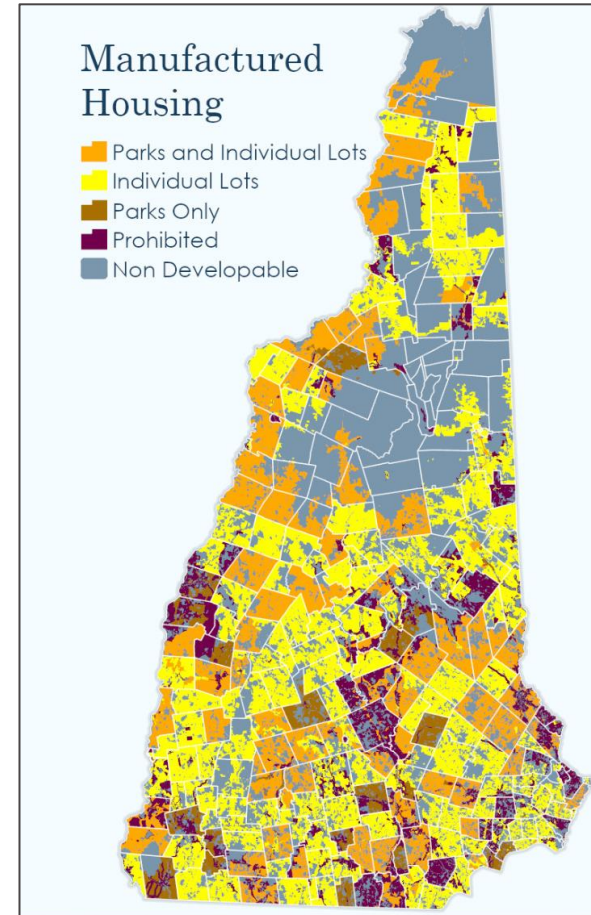 Manufactured
Housing
Parks and Individual Lots
Individual Lots
Parks Only
Prohibited
Non Developable